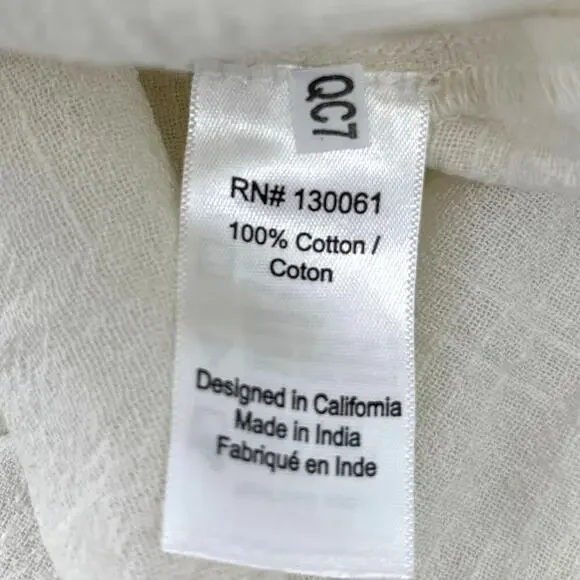 QC7
RN# 130061
100% Cotton /
Coton
Designed in California
Made in India
Fabriqué en Inde